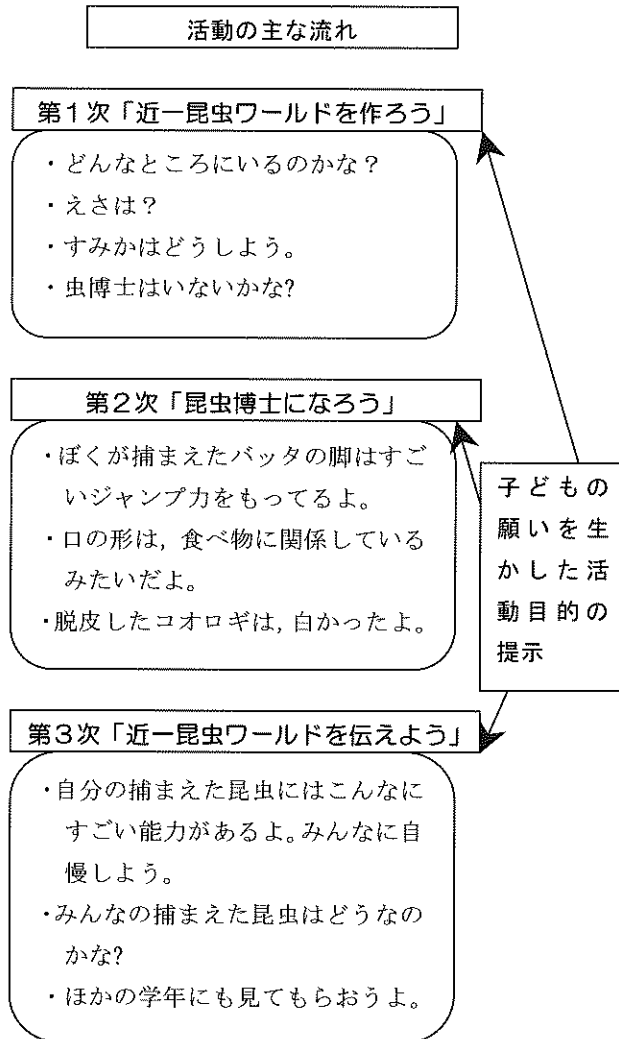 活動の主な流れ
第1次「近一昆虫ワールドを作ろう」
・どんなところにいるのかな？
・えさは？
・すみかはどうしよう。
・虫博士はいないかな?
第2次「昆虫博士になろう」
・ぼくが捕まえたバッタの脚はすご
いジャンプ力をもってるよ。
・口の形は，食べ物に関係している
みたいだよ。
・脱皮したコオロギは，白かったよ。
子どもの
願いを生
かした活
動目的の
提示
第3次「近一昆虫ワールドを伝えよう」
・自分の捕まえた昆虫にはこんなに
すごい能力があるよ。みんなに自
慢しよう。
・みんなの捕まえた昆虫はどうなの
かな?
・ほかの学年にも見てもらおうよ。